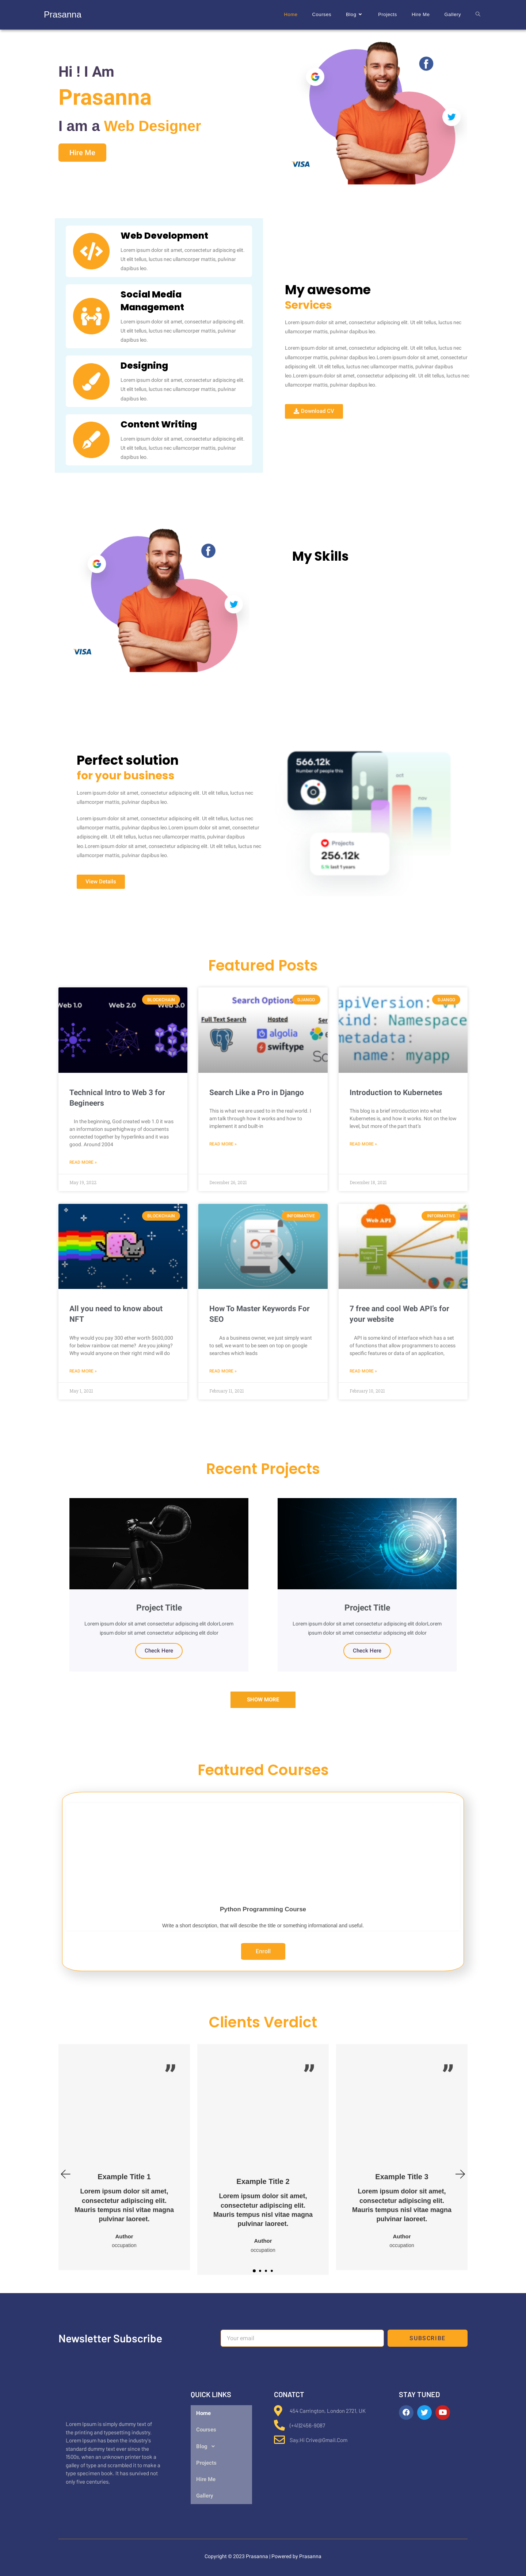 Prasanna
Home Courses Blog Projects Hire Me Gallery
Hi ! I Am
Prasanna
I am a Web Designer
Hire Me
VISA
Web Development
Lorem ipsum dolor sit amet, consectetur adipiscing elit.
Ut elit tellus, luctus nec ullamcorper mattis, pulvinar
dapibus leo.
Social Media
Management
Lorem ipsum dolor sit amet, consectetur adipiscing elit.
Ut elit tellus, luctus nec ullamcorper mattis, pulvinar
dapibus leo.
Designing
Lorem ipsum dolor sit amet, consectetur adipiscing elit.
Ut elit tellus, luctus nec ullamcorper mattis, pulvinar
dapibus leo.
Content Writing
Lorem ipsum dolor sit amet, consectetur adipiscing elit.
Ut elit tellus, luctus nec ullamcorper mattis, pulvinar
dapibus leo.
My awesome
Services
Lorem ipsum dolor sit amet, consectetur adipiscing elit. Ut elit tellus, luctus nec
ullamcorper mattis, pulvinar dapibus leo.
Lorem ipsum dolor sit amet, consectetur adipiscing elit. Ut elit tellus, luctus nec
ullamcorper mattis, pulvinar dapibus leo.Lorem ipsum dolor sit amet, consectetur
adipiscing elit. Ut elit tellus, luctus nec ullamcorper mattis, pulvinar dapibus
leo.Lorem ipsum dolor sit amet, consectetur adipiscing elit. Ut elit tellus, luctus nec
ullamcorper mattis, pulvinar dapibus leo.
Download CV
VISA
My Skills
Perfect solution
for your business
Lorem ipsum dolor sit amet, consectetur adipiscing elit. Ut elit tellus, luctus nec
ullamcorper mattis, pulvinar dapibus leo.
Lorem ipsum dolor sit amet, consectetur adipiscing elit. Ut elit tellus, luctus nec
ullamcorper mattis, pulvinar dapibus leo.Lorem ipsum dolor sit amet, consectetur
adipiscing elit. Ut elit tellus, luctus nec ullamcorper mattis, pulvinar dapibus
leo.Lorem ipsum dolor sit amet, consectetur adipiscing elit. Ut elit tellus, luctus nec
ullamcorper mattis, pulvinar dapibus leo.
View Details
566.12k
Number of people this
oct
nov
Projects
256.12k
last 1 years
Featured Posts
BLOCKCHAIN
Web 1.0 Web 2.0 Web 3.0
Technical Intro to Web 3 for
Begineers
In the beginning, God created web 1.0 it was
an information superhighway of documents
connected together by hyperlinks and it was
good. Around 2004
READ MORE »
May 19, 2022
DJANGO
Search Options
Full Text Search Hosted Ser
algolia
swiftype
Search Like a Pro in Django
This is what we are used to in the real world. I
am talk through how it works and how to
implement it and built-in
READ MORE »
December 26, 2021
DJANGO
apiVersion: v1
kind: Namespace
metadata:
name: myapp
Introduction to Kubernetes
This blog is a brief introduction into what
Kubernetes is, and how it works. Not on the low
level, but more of the part that's
READ MORE »
December 18, 2021
BLOCKCHAIN
All you need to know about
NFT
Why would you pay 300 ether worth $600,000
for below rainbow cat meme? Are you joking?
Why would anyone on their right mind will do
READ MORE »
May 1, 2021
INFORMATIVE
How To Master Keywords For
SEO
As a business owner, we just simply want
to sell, we want to be seen on top on google
searches which leads
READ MORE »
February 11, 2021
INFORMATIVE
Web API
7 free and cool Web API's for
your website
API is some kind of interface which has a set
of functions that allow programmers to access
specific features or data of an application,
READ MORE »
February 10, 2021
Recent Projects
Project Title
Lorem ipsum dolor sit amet consectetur adipiscing elit dolorLorem
ipsum dolor sit amet consectetur adipiscing elit dolor
Check Here
Project Title
Lorem ipsum dolor sit amet consectetur adipiscing elit dolorLorem
ipsum dolor sit amet consectetur adipiscing elit dolor
Check Here
SHOW MORE
Featured Courses
Python Programming Course
Write a short description, that will describe the title or something informational and useful.
Enroll
Clients Verdict
Example Title 1
Lorem ipsum dolor sit amet,
consectetur adipiscing elit.
Mauris tempus nisl vitae magna
pulvinar laoreet.
Author
occupation
Example Title 2
Lorem ipsum dolor sit amet,
consectetur adipiscing elit.
Mauris tempus nisl vitae magna
pulvinar laoreet.
Author
occupation
Example Title 3
Lorem ipsum dolor sit amet,
consectetur adipiscing elit.
Mauris tempus nisl vitae magna
pulvinar laoreet.
Author
occupation
Newsletter Subscribe
Your email
SUBSCRIBE
Lorem Ipsum is simply dummy text of
the printing and typesetting industry.
Lorem Ipsum has been the industry's
standard dummy text ever since the
1500s, when an unknown printer took a
galley of type and scrambled it to make a
type specimen book. It has survived not
only five centuries,
QUICK LINKS
Home
Courses
Blog
Projects
Hire Me
Gallery
CONATCT
454 Carrington, London 2721, UK
(+40)456-9087
Say.Hi Crive@Gmail.Com
STAY TUNED
Copyright © 2023 Prasanna | Powered by Prasanna